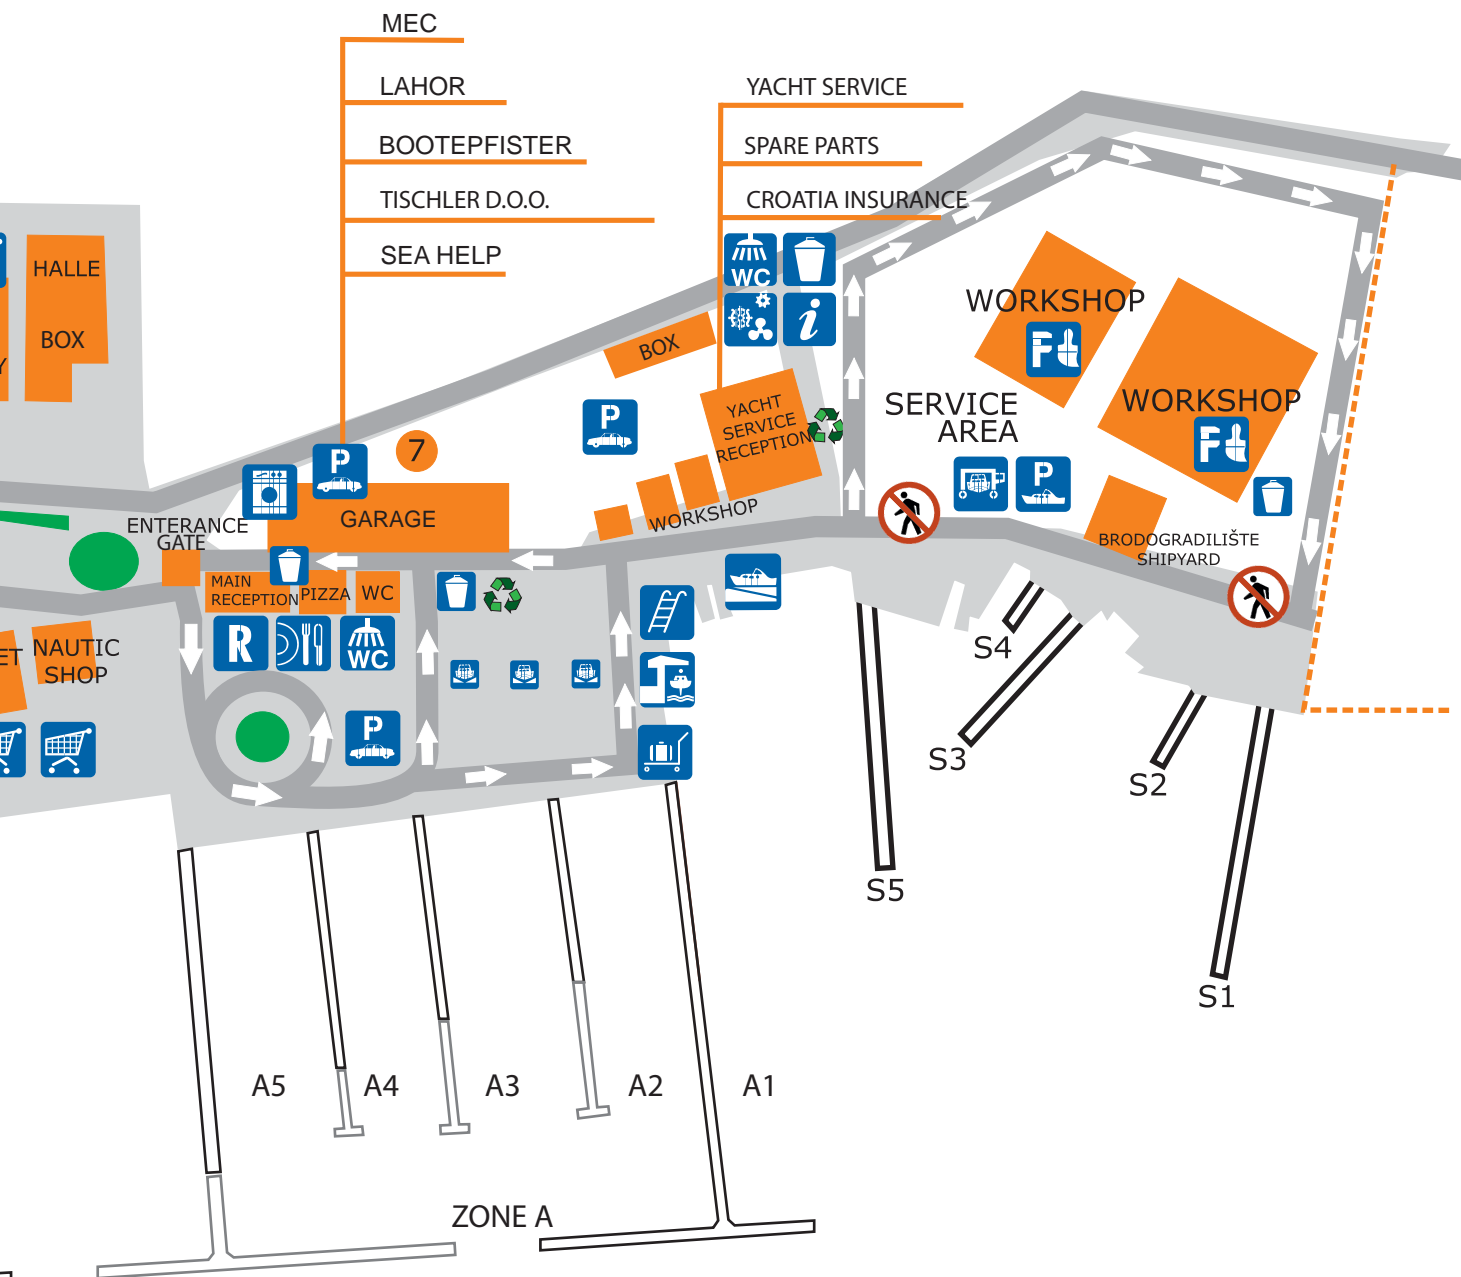 MEC
LAHOR
BOOTEPFISTER
TISCHLER D.O.O.
SEA HELP
YACHT SERVICE
SPARE PARTS
CROATIA INSURANCE
WC
HALLE
BOX
Y
BOX
P
7
P
GARAGE
ENTERANCE
GATE
MAIN
RECEPTION
PIZZA
WC
R
WC
P
YACHT
SERVICE
RECEPTION
WORKSHOP
WORKSHOP
F
WORKSHOP
F
SERVICE
AREA
P
BRODOGRADILIŠTE
SHIPYARD
ET
NAUTIC
SHOP
i
S4
S3
S2
S5
S1
A5
A4
A3
A2
A1
ZONE A